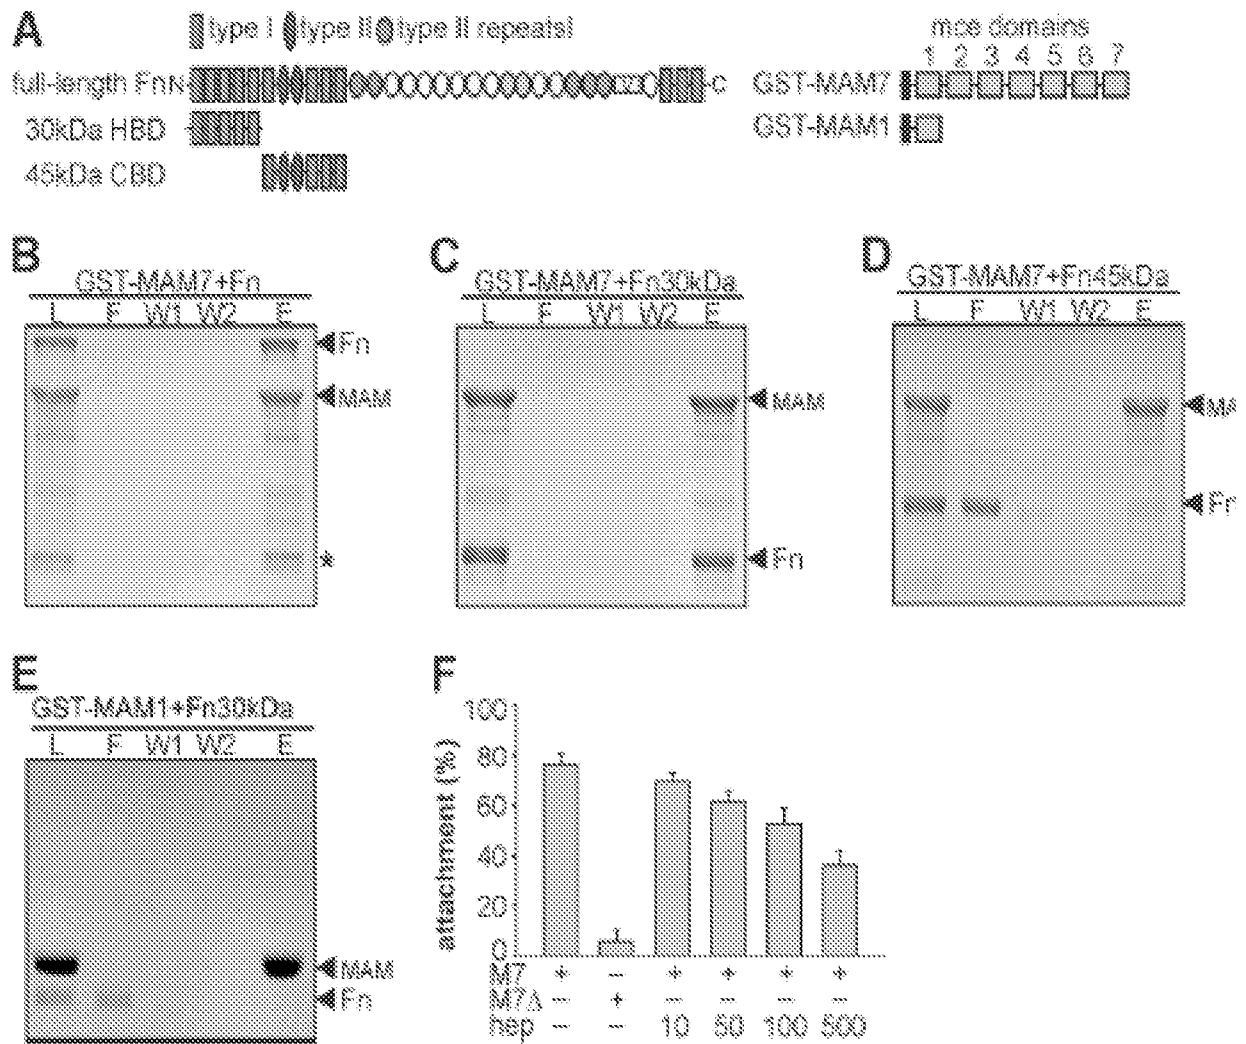 A
type I type II type II repeatsI
full-length Fn N C
30kDa HBD
45kDa CBD
mce domains
1 2 3 4 5 6 7
GST-MAM7
GST-MAM1
B
GST-MAM7+Fn
L F W1 W2 E
Fn
MAM
*
C
GST-MAM7+Fn30kDa
L F W1 W2 E
MAM
Fn
D
GST-MAM7+Fn45kDa
L F W1 W2 E
MA
Fn
E
GST-MAM1+Fn30kDa
L F W1 W2 E
MAM
Fn
F
attachment (%)
100
80
60
40
20
0
M7 + – + + + +
M7Δ – + – – – –
hep – – 10 50 100 500